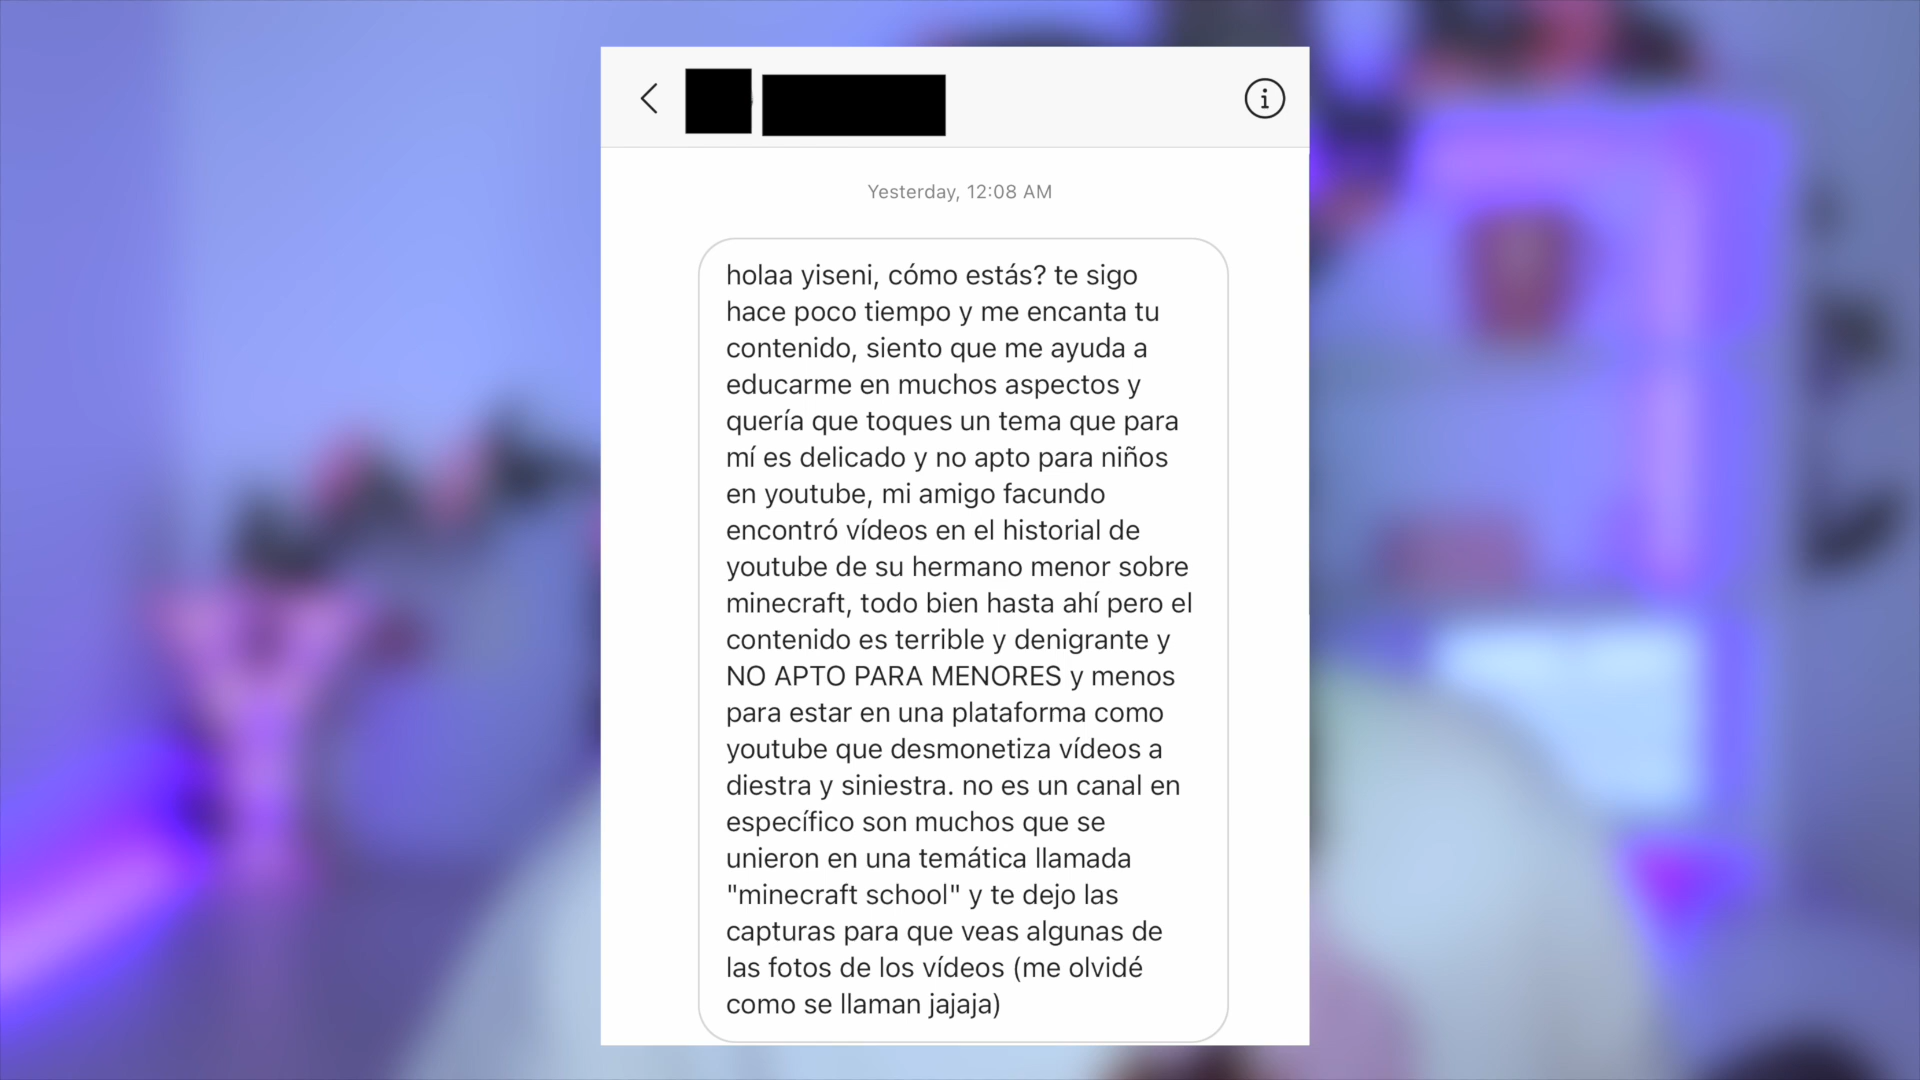 Yesterday, 12:08 AM
holaa yiseni, cómo estás? te sigo
hace poco tiempo y me encanta tu
contenido, siento que me ayuda a
educarme en muchos aspectos y
quería que toques un tema que para
mí es delicado y no apto para niños
en youtube, mi amigo facundo
encontró vídeos en el historial de
youtube de su hermano menor sobre
minecraft, todo bien hasta ahí pero el
contenido es terrible y denigrante y
NO APTO PARA MENORES y menos
para estar en una plataforma como
youtube que desmonetiza vídeos a
diestra y siniestra. no es un canal en
específico son muchos que se
unieron en una temática llamada
"minecraft school" y te dejo las
capturas para que veas algunas de
las fotos de los vídeos (me olvidé
como se llaman jajaja)